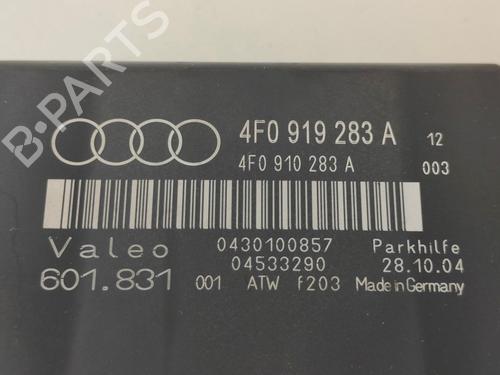 4F0 919 283 A 12
4F0 910 283 A 003
Valeo 0430100857 Parkhilfe
04533290 28.10.04
601.831 001 ATW f203 Made in Germany
B-PARTS